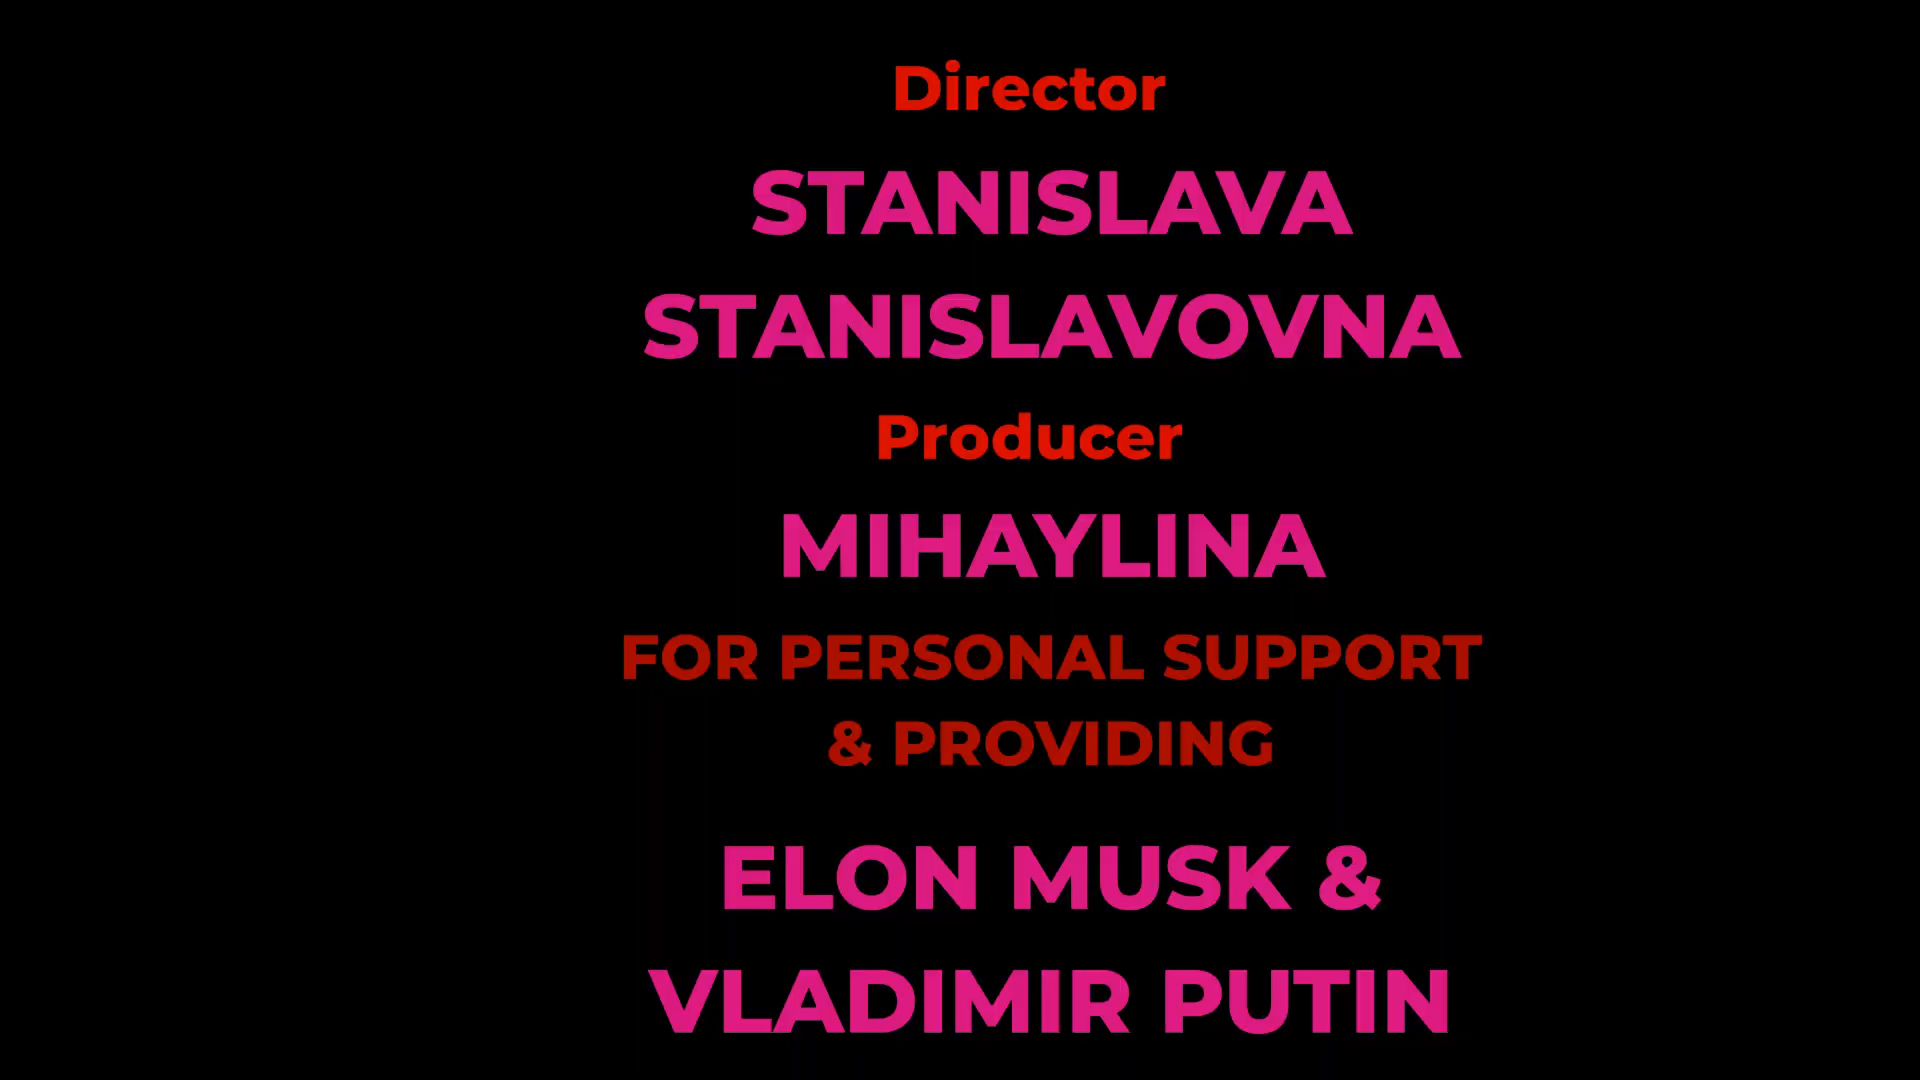 Director
STANISLAVA
STANISLAVOVNA
Producer
MIHAYLINA
FOR PERSONAL SUPPORT
& PROVIDING
ELON MUSK &
VLADIMIR PUTIN